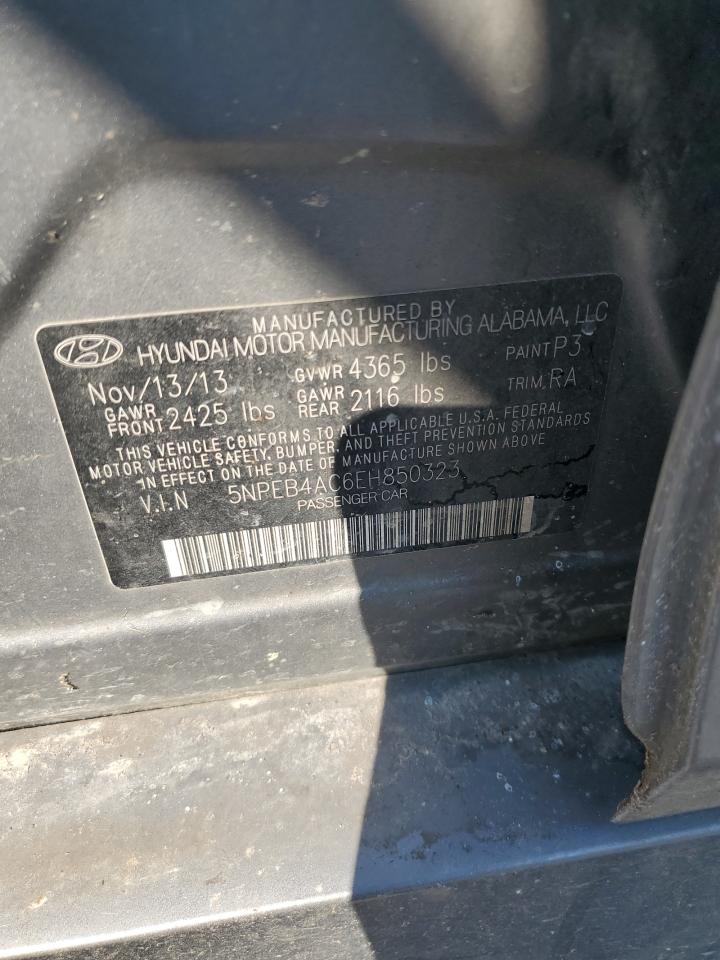 MANUFACTURED BY
HYUNDAI MOTOR MANUFACTURING ALABAMA, LLC
Nov/13/13 GVWR 4365 lbs PAINT P3
GAWR FRONT 2425 lbs GAWR REAR 2116 lbs TRIM RA
THIS VEHICLE CONFORMS TO ALL APPLICABLE U.S.A. FEDERAL
MOTOR VEHICLE SAFETY, BUMPER, AND THEFT PREVENTION STANDARDS
IN EFFECT ON THE DATE OF MANUFACTURE SHOWN ABOVE
V.I.N 5NPEB4AC6EH850323
PASSENGER CAR